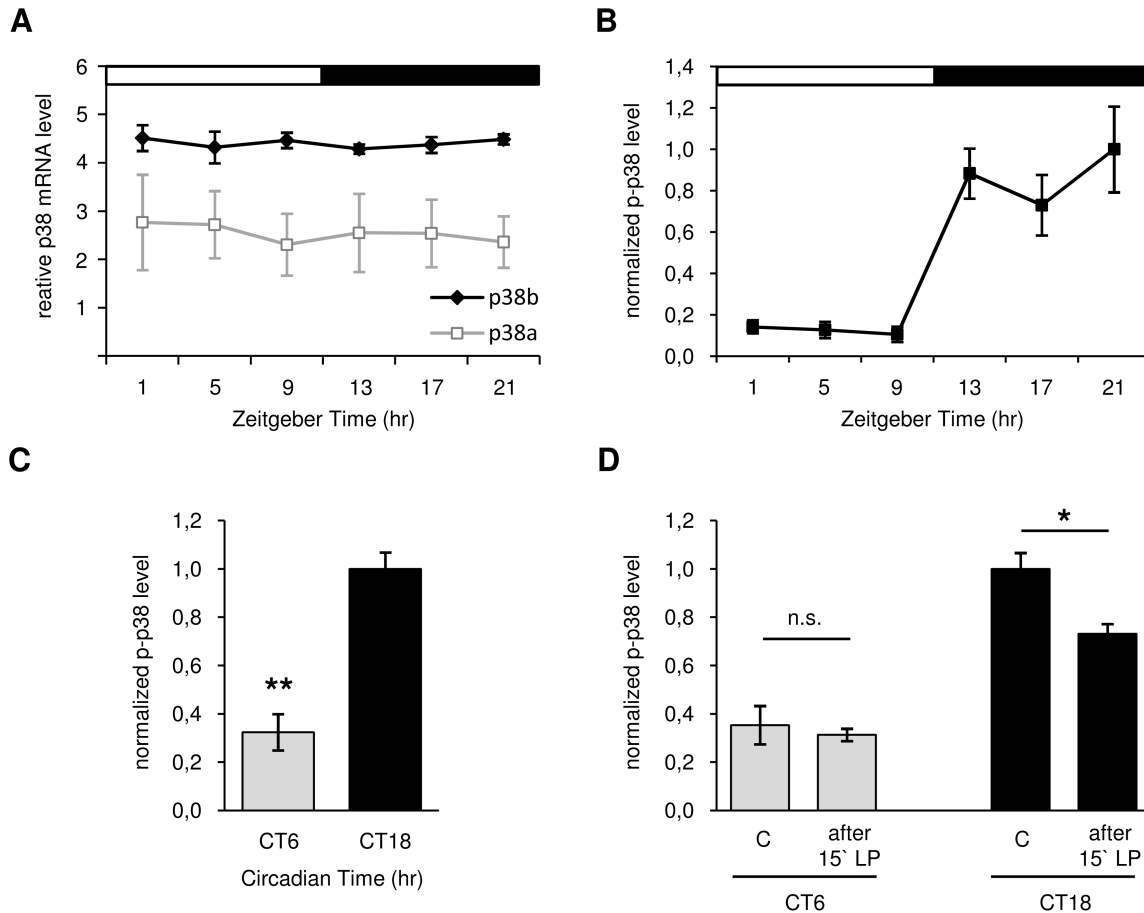 A
6
5
4
3
2
1
reative p38 mRNA level
p38b
p38a
1 5 9 13 17 21
Zeitgeber Time (hr)
B
1,4
1,2
1,0
0,8
0,6
0,4
0,2
0,0
normalized p-p38 level
1 5 9 13 17 21
Zeitgeber Time (hr)
C
1,2
1,0
0,8
0,6
0,4
0,2
0,0
normalized p-p38 level
**
CT6 CT18
Circadian Time (hr)
D
1,2
1,0
0,8
0,6
0,4
0,2
0,0
normalized p-p38 level
n.s.
*
C
after
15` LP
C
after
15` LP
CT6
CT18